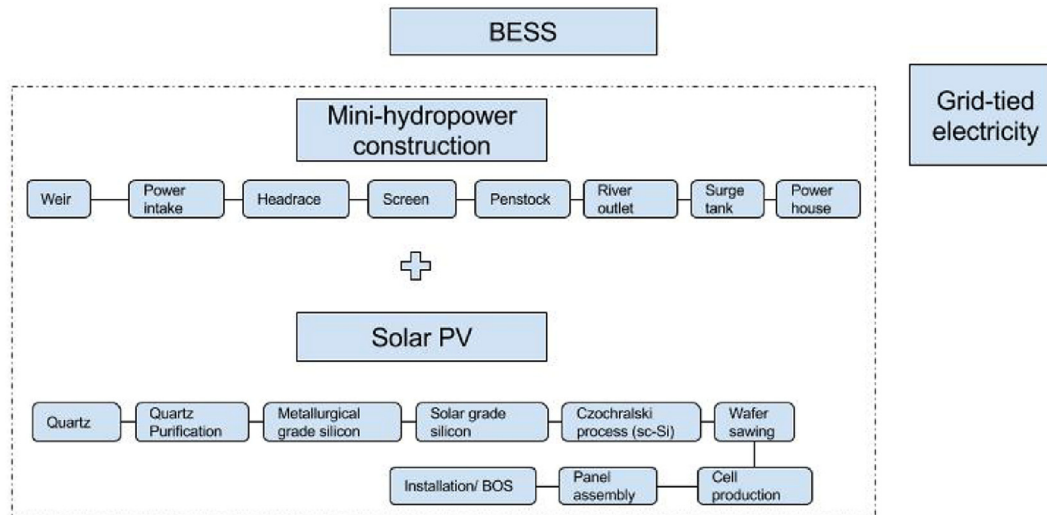 BESS
Grid-tied
electricity
Mini-hydropower
construction
Weir
Power
intake
Headrace
Screen
Penstock
River
outlet
Surge
tank
Power
house
Solar PV
Quartz
Quartz
Purification
Metallurgical
grade silicon
Solar grade
silicon
Czochralski
process (sc-Si)
Wafer
sawing
Installation/ BOS
Panel
assembly
Cell
production